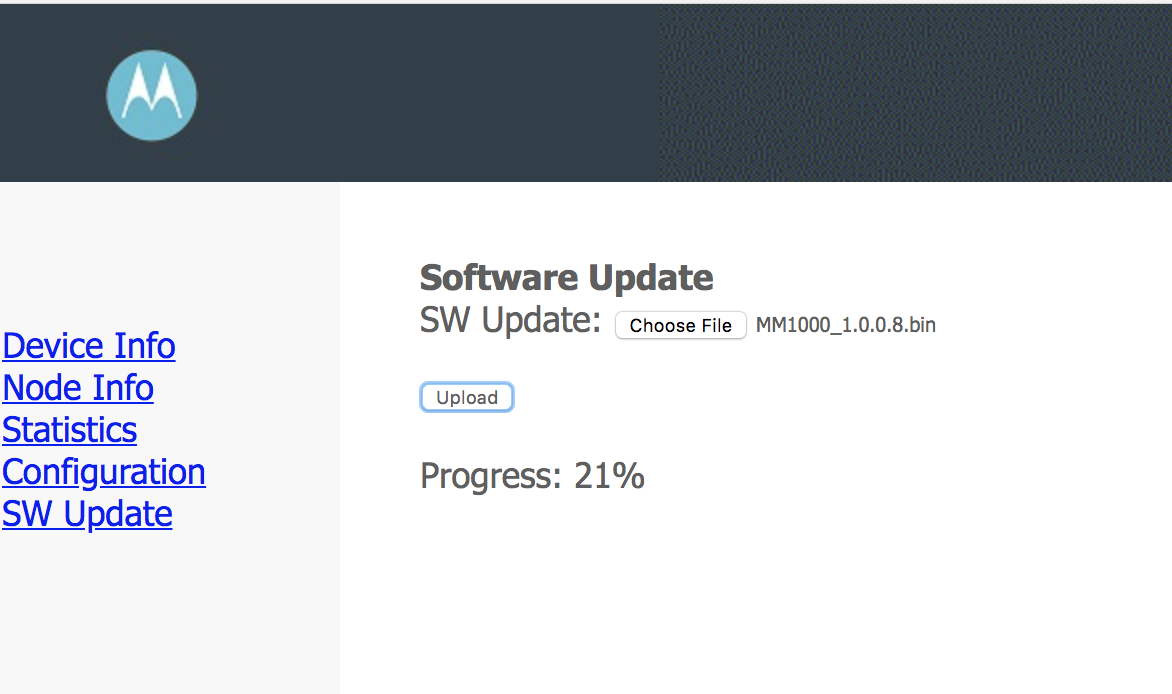 Software Update
SW Update: Choose File MM1000_1.0.0.8.bin
Upload
Progress: 21%
Device Info
Node Info
Statistics
Configuration
SW Update